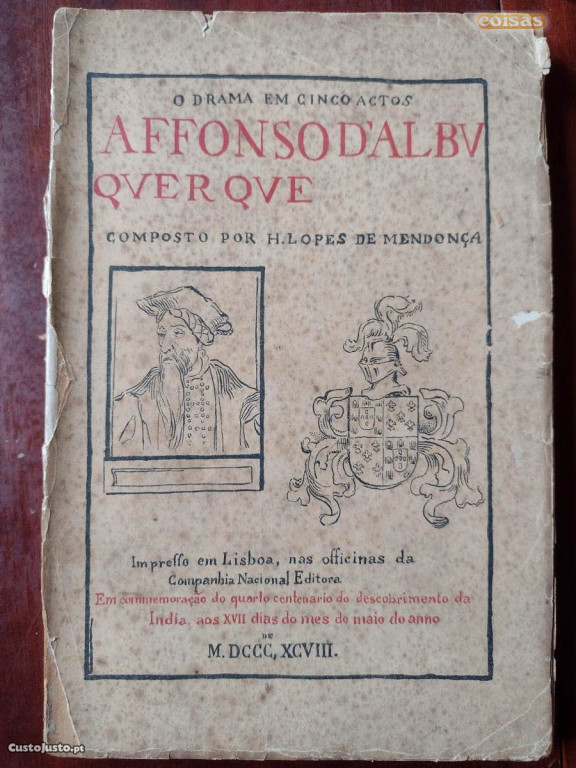 coisas
O DRAMA EM CINCO ACTOS
AFFONSO D'ALBV
QVERQVE
COMPOSTO POR H. LOPES DE MENDONÇA
Impresso em Lisboa, nas officinas da
Companhia Nacional Editora
Em commemoração do quarto centenario do descobrimento da
India, aos XVII dias do mes de maio do anno
DE
M.DCCC,XCVIII.
CustoJusto.pt